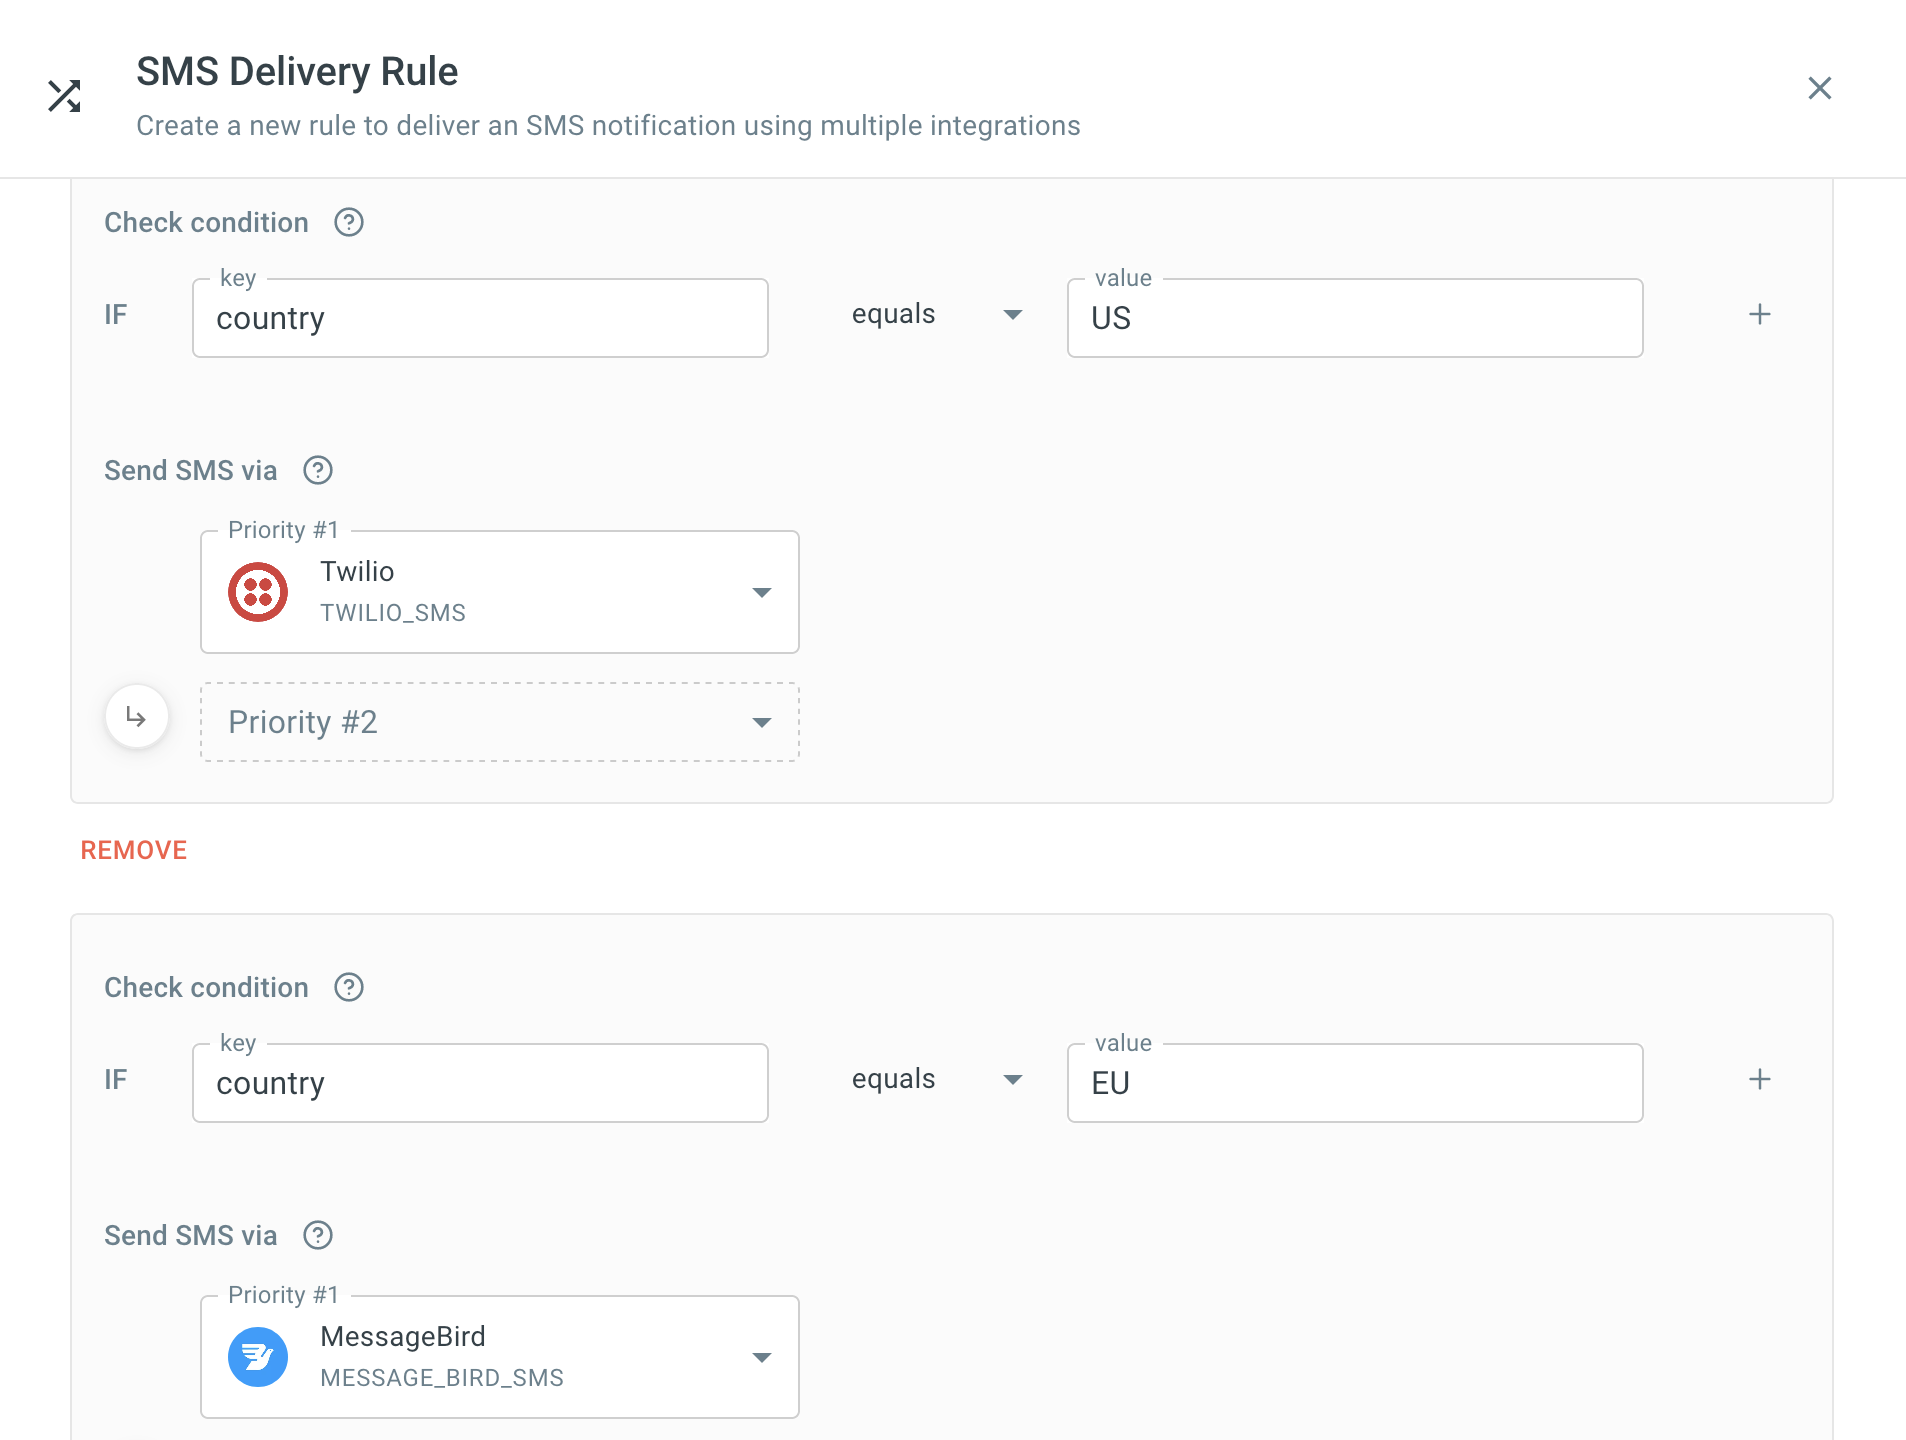 SMS Delivery Rule
Create a new rule to deliver an SMS notification using multiple integrations
Check condition ?
key
value
IF country equals US +
Send SMS via ?
Priority #1
Twilio
TWILIO_SMS
Priority #2
REMOVE
Check condition ?
key
value
IF country equals EU +
Send SMS via ?
Priority #1
MessageBird
MESSAGE_BIRD_SMS